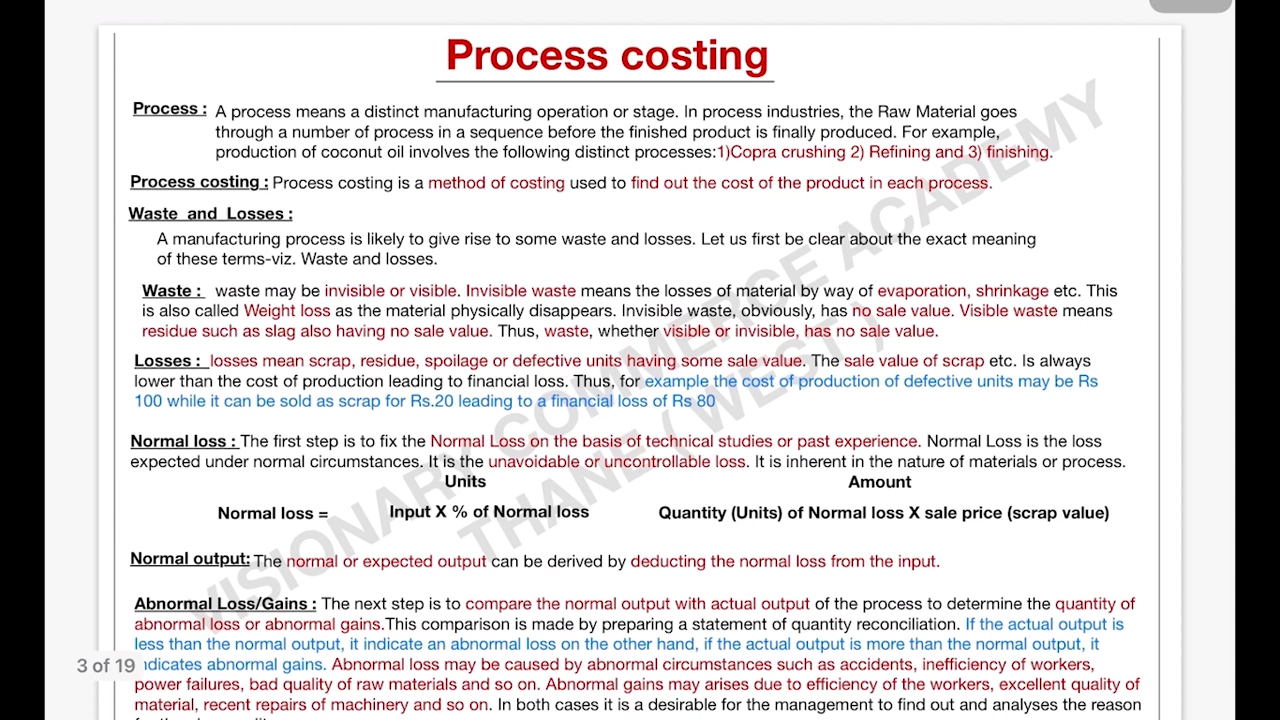 Process costing
Process : A process means a distinct manufacturing operation or stage. In process industries, the Raw Material goes
through a number of process in a sequence before the finished product is finally produced. For example,
production of coconut oil involves the following distinct processes:1)Copra crushing 2) Refining and 3) finishing.
Process costing : Process costing is a method of costing used to find out the cost of the product in each process.
Waste and Losses :
A manufacturing process is likely to give rise to some waste and losses. Let us first be clear about the exact meaning
of these terms-viz. Waste and losses.
Waste : waste may be invisible or visible. Invisible waste means the losses of material by way of evaporation, shrinkage etc. This
is also called Weight loss as the material physically disappears. Invisible waste, obviously, has no sale value. Visible waste means
residue such as slag also having no sale value. Thus, waste, whether visible or invisible, has no sale value.
Losses : losses mean scrap, residue, spoilage or defective units having some sale value. The sale value of scrap etc. Is always
lower than the cost of production leading to financial loss. Thus, for example the cost of production of defective units may be Rs
100 while it can be sold as scrap for Rs.20 leading to a financial loss of Rs 80
Normal loss : The first step is to fix the Normal Loss on the basis of technical studies or past experience. Normal Loss is the loss
expected under normal circumstances. It is the unavoidable or uncontrollable loss. It is inherent in the nature of materials or process.
Units Amount
Normal loss = Input X % of Normal loss Quantity (Units) of Normal loss X sale price (scrap value)
Normal output: The normal or expected output can be derived by deducting the normal loss from the input.
Abnormal Loss/Gains : The next step is to compare the normal output with actual output of the process to determine the quantity of
abnormal loss or abnormal gains.This comparison is made by preparing a statement of quantity reconciliation. If the actual output is
less than the normal output, it indicate an abnormal loss on the other hand, if the actual output is more than the normal output, it
3 of 19 ndicates abnormal gains. Abnormal loss may be caused by abnormal circumstances such as accidents, inefficiency of workers,
power failures, bad quality of raw materials and so on. Abnormal gains may arises due to efficiency of the workers, excellent quality of
material, recent repairs of machinery and so on. In both cases it is a desirable for the management to find out and analyses the reason
VISIONARY COMMERCE ACADEMY
THANE ( WEST )